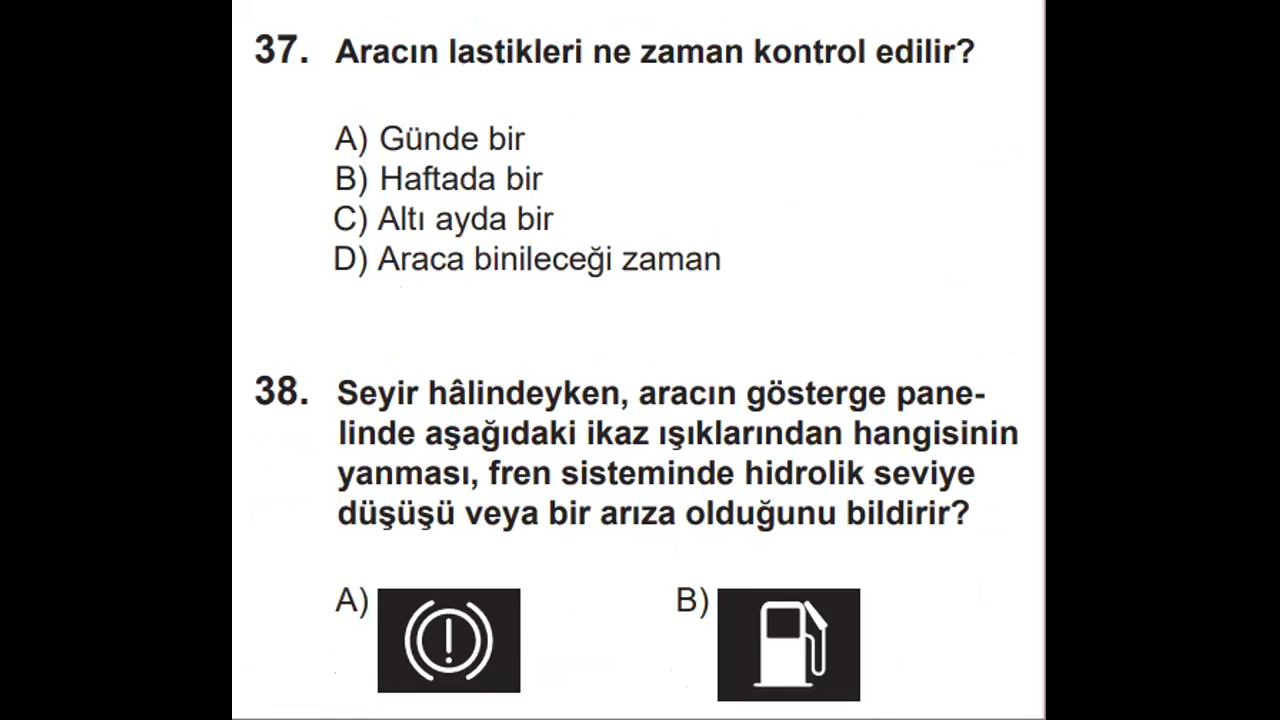 37. Aracın lastikleri ne zaman kontrol edilir?
A) Günde bir
B) Haftada bir
C) Altı ayda bir
D) Araca binileceği zaman
38. Seyir hâlindeyken, aracın gösterge pane-
linde aşağıdaki ikaz ışıklarından hangisinin
yanması, fren sisteminde hidrolik seviye
düşüşü veya bir arıza olduğunu bildirir?
A) B)